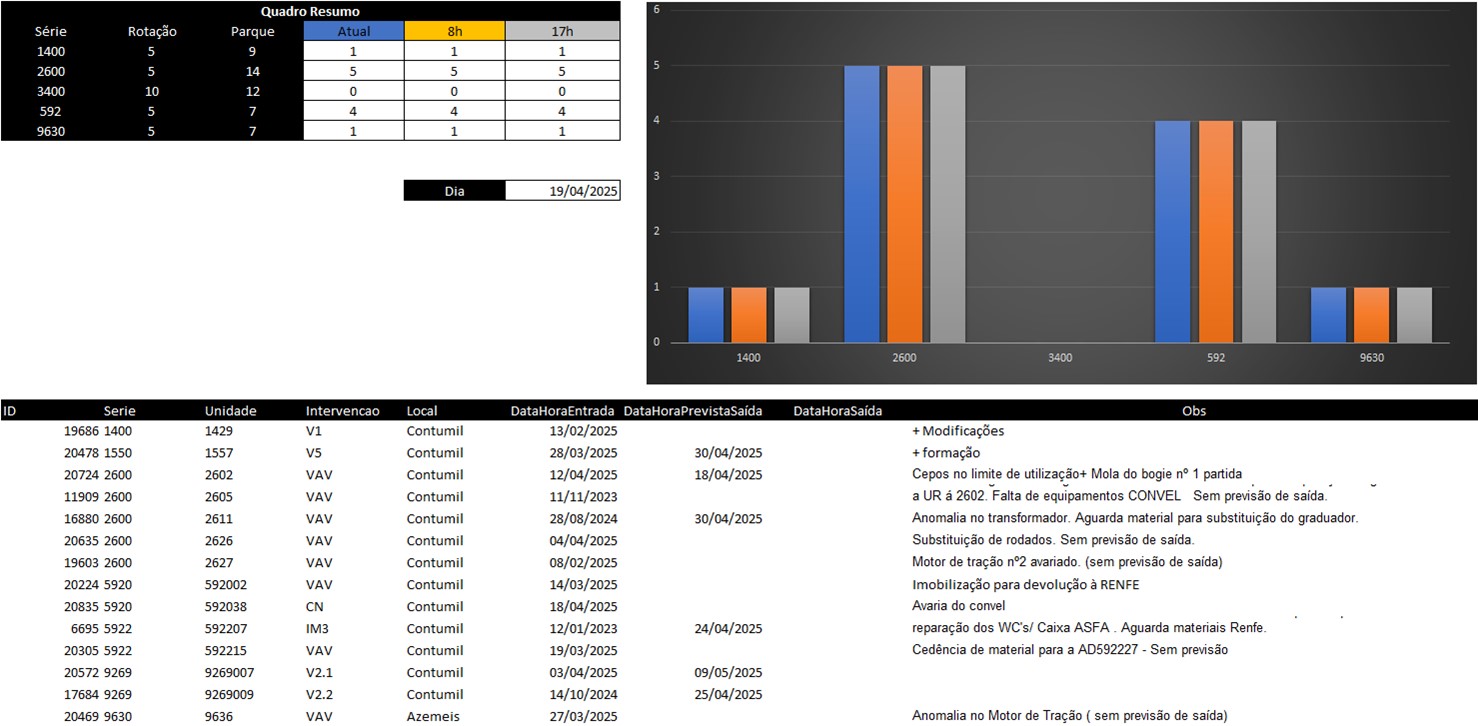 Quadro Resumo
Série Rotação Parque Atual 8h 17h
1400 5 9 1 1 1
2600 5 14 5 5 5
3400 10 12 0 0 0
592 5 7 4 4 4
9630 5 7 1 1 1
Dia 19/04/2025
6
5
4
3
2
1
0
1400 2600 3400 592 9630
ID Serie Unidade Intervencao Local DataHoraEntrada DataHoraPrevistaSaída DataHoraSaída Obs
19686 1400 1429 V1 Contumil 13/02/2025 + Modificações
20478 1550 1557 V5 Contumil 28/03/2025 30/04/2025 + formação
20724 2600 2602 VAV Contumil 12/04/2025 18/04/2025 Cepos no limite de utilização+ Mola do bogie nº 1 partida
11909 2600 2605 VAV Contumil 11/11/2023 a UR á 2602. Falta de equipamentos CONVEL Sem previsão de saída.
16880 2600 2611 VAV Contumil 28/08/2024 30/04/2025 Anomalia no transformador. Aguarda material para substituição do graduador.
20635 2600 2626 VAV Contumil 04/04/2025 Substituição de rodados. Sem previsão de saída.
19603 2600 2627 VAV Contumil 08/02/2025 Motor de tração nº2 avariado. (sem previsão de saída)
20224 5920 592002 VAV Contumil 14/03/2025 Imobilização para devolução à RENFE
20835 5920 592038 CN Contumil 18/04/2025 Avaria do convel
6695 5922 592207 IM3 Contumil 12/01/2023 24/04/2025 reparação dos WC's/ Caixa ASFA . Aguarda materiais Renfe.
20305 5922 592215 VAV Contumil 19/03/2025 Cedência de material para a AD592227 - Sem previsão
20572 9269 9269007 V2.1 Contumil 03/04/2025 09/05/2025
17684 9269 9269009 V2.2 Contumil 14/10/2024 25/04/2025
20469 9630 9636 VAV Azemeis 27/03/2025 Anomalia no Motor de Tração ( sem previsão de saída)